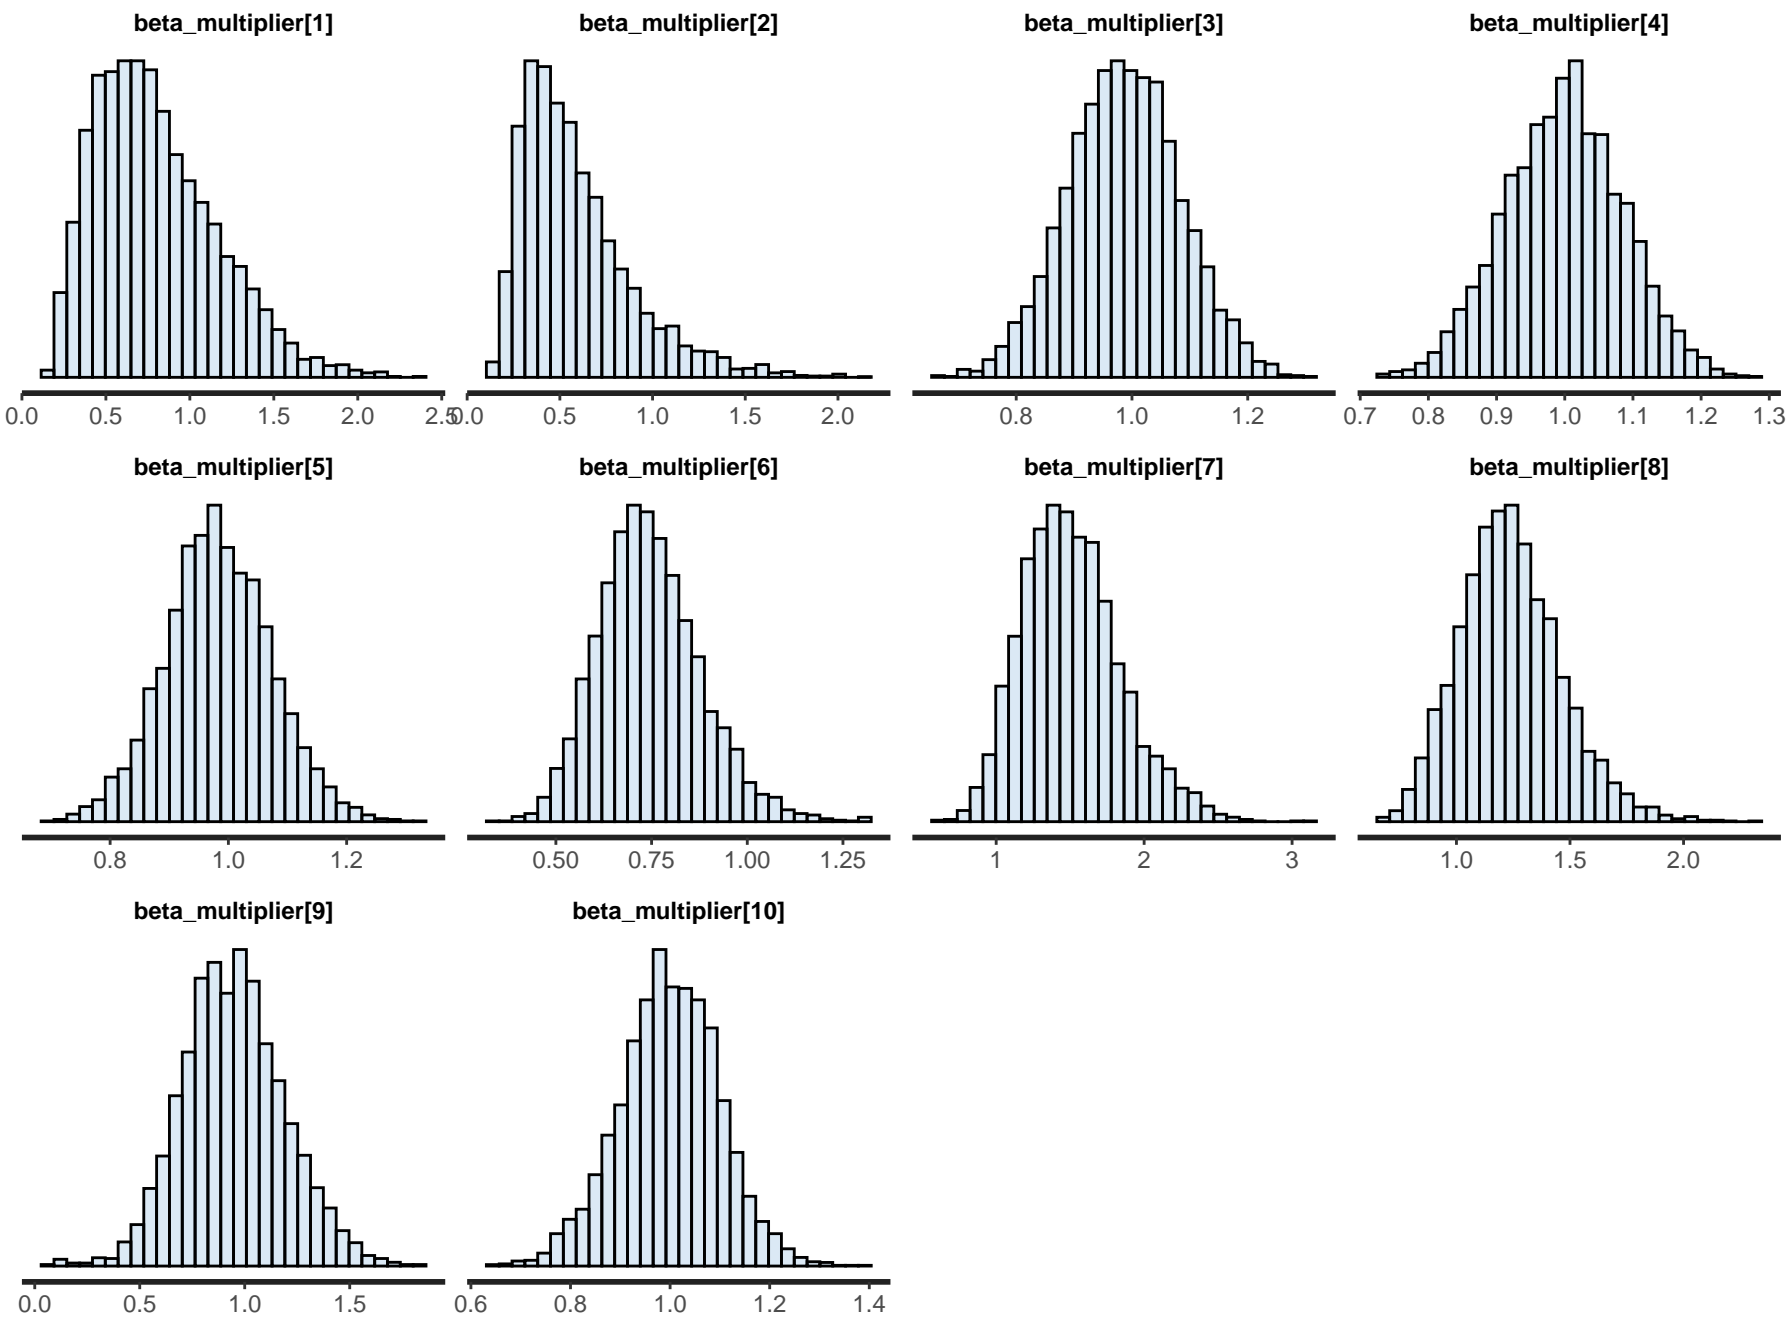 beta_multiplier[1] beta_multiplier[2] beta_multiplier[3] beta_multiplier[4]
0.0 0.5 1.0 1.5 2.0 2.5 0.0 0.5 1.0 1.5 2.0 0.8 1.0 1.2 0.7 0.8 0.9 1.0 1.1 1.2 1.3
beta_multiplier[5] beta_multiplier[6] beta_multiplier[7] beta_multiplier[8]
0.8 1.0 1.2 0.50 0.75 1.00 1.25 1 2 3 1.0 1.5 2.0
beta_multiplier[9] beta_multiplier[10]
0.0 0.5 1.0 1.5 0.6 0.8 1.0 1.2 1.4